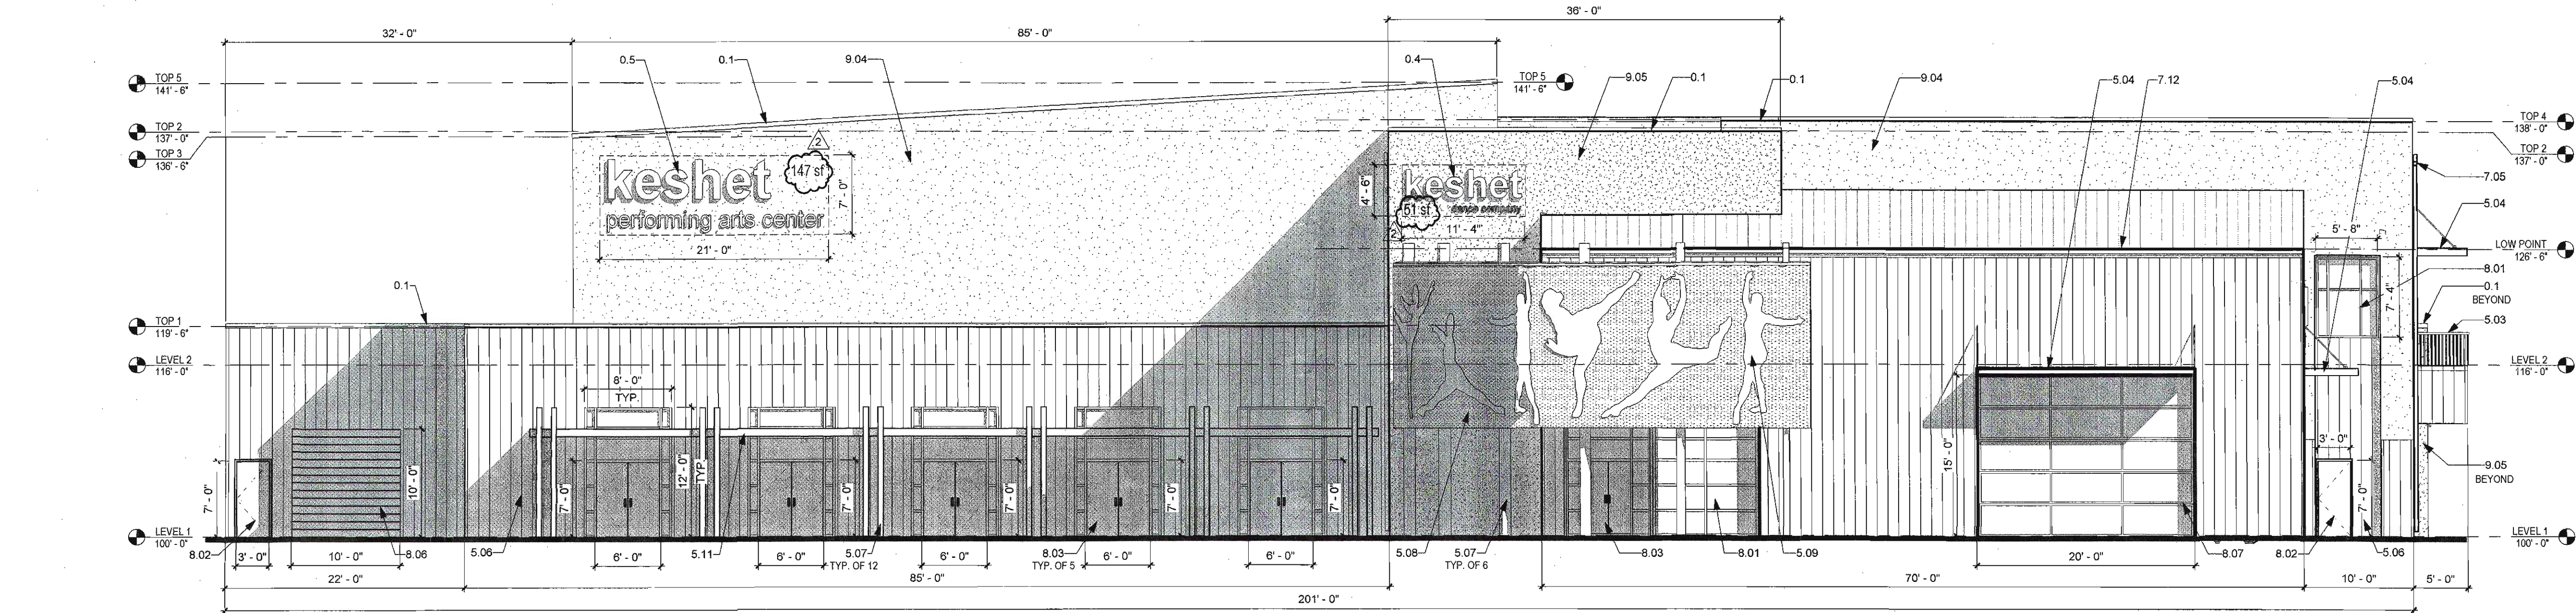 36' - 0"
32' - 0"
85' - 0"
0.5
0.1
9.04
0.4
9.05
0.1
0.1
9.04
5.04
7.12
5.04
TOP 5
141' - 6"
TOP 5
141' - 6"
TOP 2
137' - 0"
TOP 3
136' - 6"
TOP 4
138' - 0"
TOP 2
137' - 0"
2
keshet
147 sf
performing arts center
7' - 0"
21' - 0"
4' - 6"
keshet
51 sf
dance company
2
11' - 4"
7.05
5.04
5' - 8"
LOW POINT
126' - 6"
8.01
7' - 4"
0.1
BEYOND
5.03
0.1
TOP 1
119' - 6"
LEVEL 2
116' - 0"
LEVEL 2
116' - 0"
8' - 0"
TYP.
12' - 0"
TYP.
10' - 0"
7' - 0"
7' - 0"
7' - 0"
7' - 0"
7' - 0"
7' - 0"
15' - 0"
3' - 0"
7' - 0"
9.05
BEYOND
LEVEL 1
100' - 0"
LEVEL 1
100' - 0"
8.02
3' - 0"
10' - 0"
8.06
5.06
6' - 0"
5.11
6' - 0"
5.07
TYP. OF 12
6' - 0"
8.03
TYP. OF 5
6' - 0"
6' - 0"
5.08
5.07
TYP. OF 6
8.03
8.01
5.09
20' - 0"
8.07
8.02
5.06
22' - 0"
85' - 0"
70' - 0"
10' - 0"
5' - 0"
201' - 0"